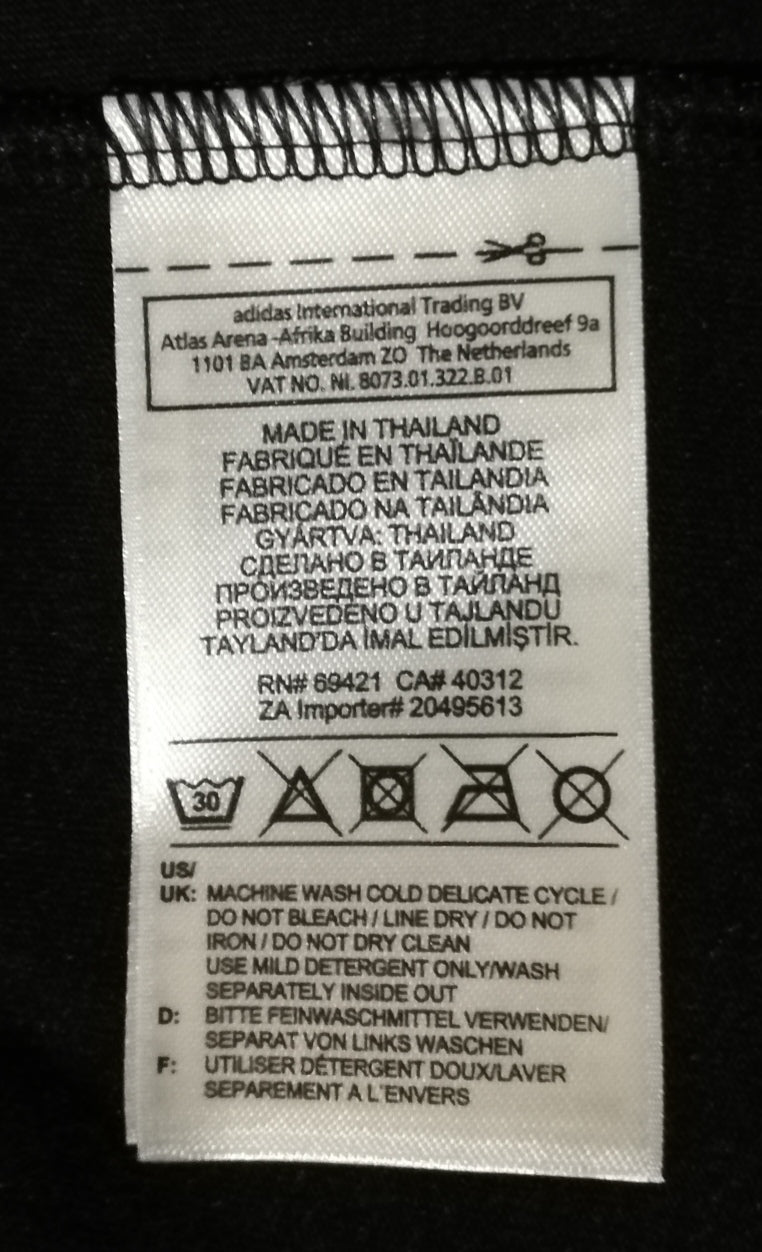 adidas International Trading BV
Atlas Arena -Afrika Building Hoogoorddreef 9a
1101 BA Amsterdam ZO The Netherlands
VAT NO. NL 8073.01.322.B.01
MADE IN THAILAND
FABRIQUÉ EN THAÏLANDE
FABRICADO EN TAILANDIA
FABRICADO NA TAILÂNDIA
GYÁRTVA: THAILAND
СДЕЛАНО В ТАИЛАНДЕ
ПРОИЗВЕДЕНО В ТАЙЛАНД
PROIZVEDENO U TAJLANDU
TAYLAND'DA İMAL EDİLMİŞTİR.
RN# 69421 CA# 40312
ZA Importer# 20495613
30
US/
UK: MACHINE WASH COLD DELICATE CYCLE /
DO NOT BLEACH / LINE DRY / DO NOT
IRON / DO NOT DRY CLEAN
USE MILD DETERGENT ONLY/WASH
SEPARATELY INSIDE OUT
D: BITTE FEINWASCHMITTEL VERWENDEN/
SEPARAT VON LINKS WASCHEN
F: UTILISER DÉTERGENT DOUX/LAVER
SEPAREMENT A L'ENVERS